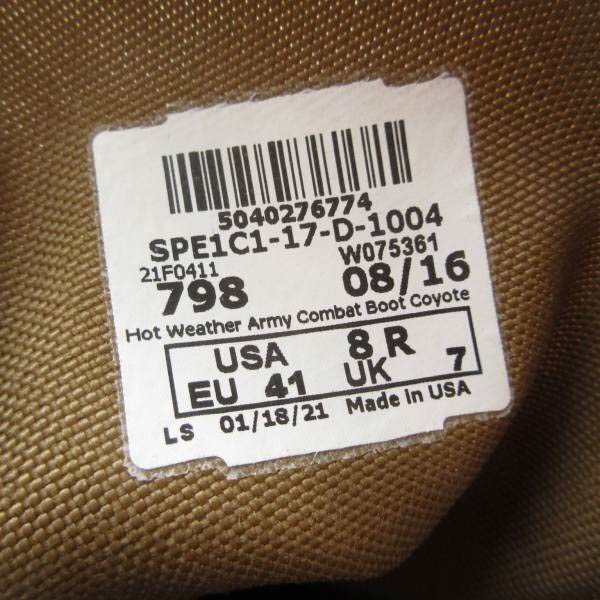 5040276774
SPE1C1-17-D-1004
21F0411 W075361
798 08/16
Hot Weather Army Combat Boot Coyote
USA 8 R
EU 41 UK 7
LS 01/18/21 Made in USA